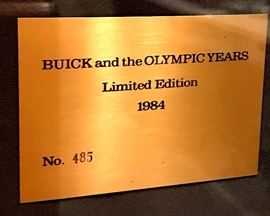 BUICK and the OLYMPIC YEARS
Limited Edition
1984
No. 485